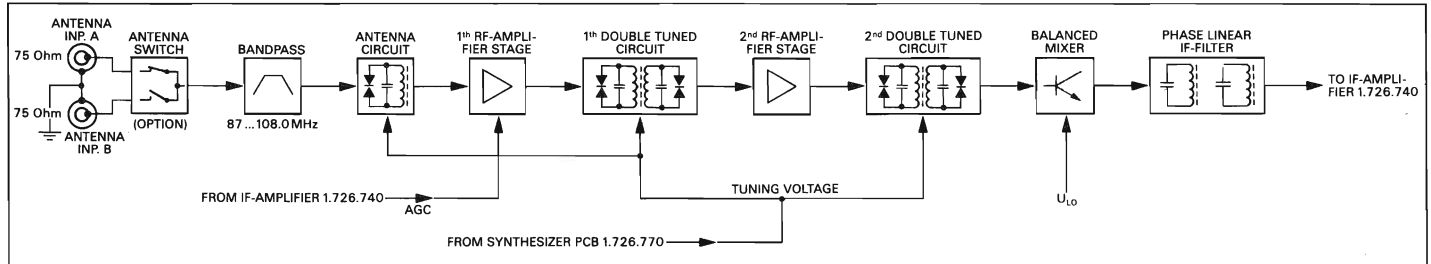 ANTENNA
INP. A
75 Ohm
75 Ohm
ANTENNA
INP. B
ANTENNA
SWITCH
(OPTION)
BANDPASS
87 ... 108.0 MHz
ANTENNA
CIRCUIT
1th RF-AMPLI-
FIER STAGE
1th DOUBLE TUNED
CIRCUIT
2nd RF-AMPLI-
FIER STAGE
2nd DOUBLE TUNED
CIRCUIT
BALANCED
MIXER
PHASE LINEAR
IF-FILTER
TO IF-AMPLI-
FIER 1.726.740
FROM IF-AMPLIFIER 1.726.740
AGC
TUNING VOLTAGE
ULO
FROM SYNTHESIZER PCB 1.726.770